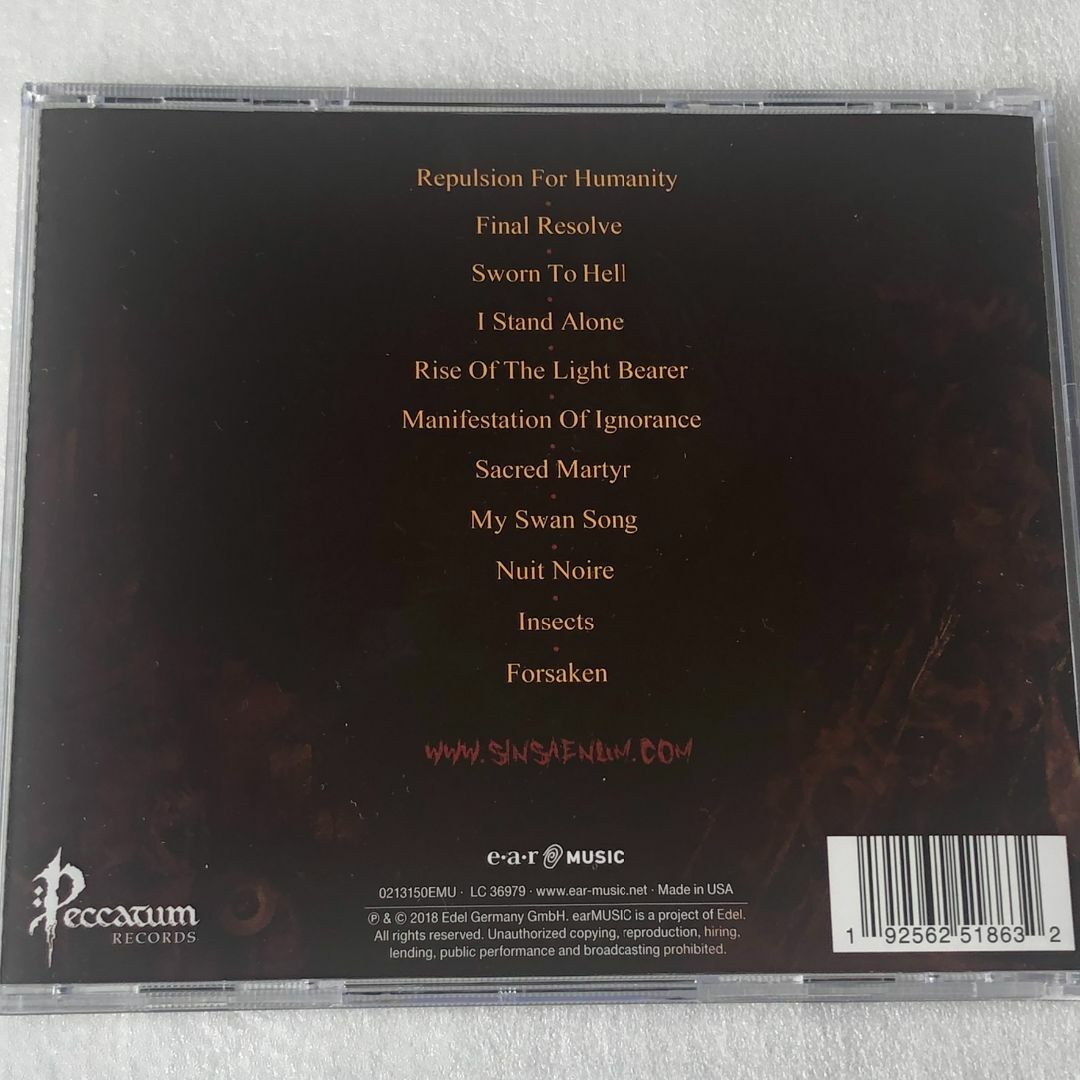 Repulsion For Humanity
Final Resolve
Sworn To Hell
I Stand Alone
Rise Of The Light Bearer
Manifestation Of Ignorance
Sacred Martyr
My Swan Song
Nuit Noire
Insects
Forsaken
WWW.SINSAENUM.COM
e·a·r MUSIC
0213150EMU · LC 36979 · www.ear-music.net · Made in USA
℗ & © 2018 Edel Germany GmbH. earMUSIC is a project of Edel.
All rights reserved. Unauthorized copying, reproduction, hiring,
lending, public performance and broadcasting prohibited.
Peccatum
RECORDS
1 92562 51863 2